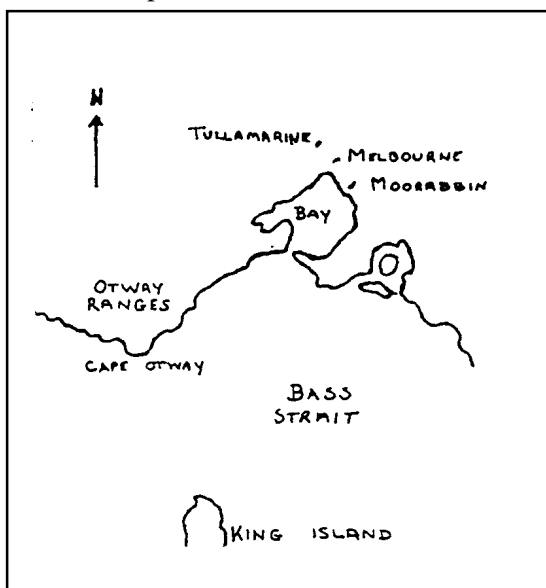 N
TULLAMARINE
MELBOURNE
MOORABBIN
BAY
OTWAY
RANGES
CAPE OTWAY
BASS
STRAIT
KING ISLAND